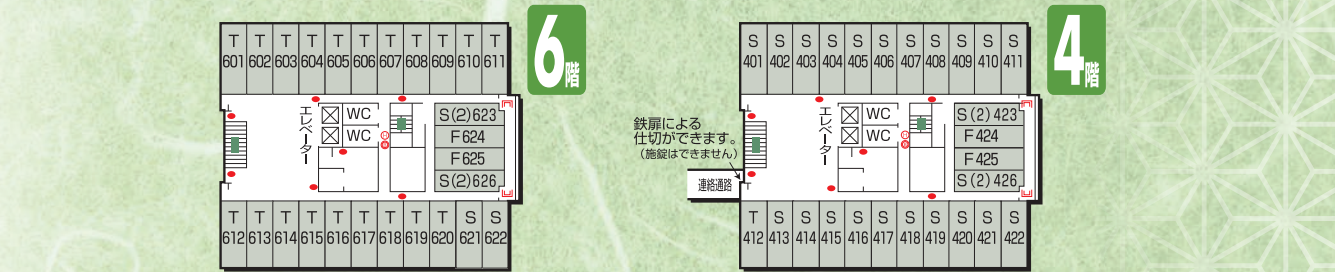 6階
T T T T T T T T T T T
601 602 603 604 605 606 607 608 609 610 611
エレベーター
WC
WC
S(2)623
F624
F625
S(2)626
T T T T T T T T T S S
612 613 614 615 616 617 618 619 620 621 622
4階
S S S S S S S S S S S
401 402 403 404 405 406 407 408 409 410 411
鉄扉による
仕切ができます。
(施錠はできません)
連絡通路
エレベーター
WC
WC
S(2)423
F424
F425
S(2)426
T S S S S S S S S S S
412 413 414 415 416 417 418 419 420 421 422